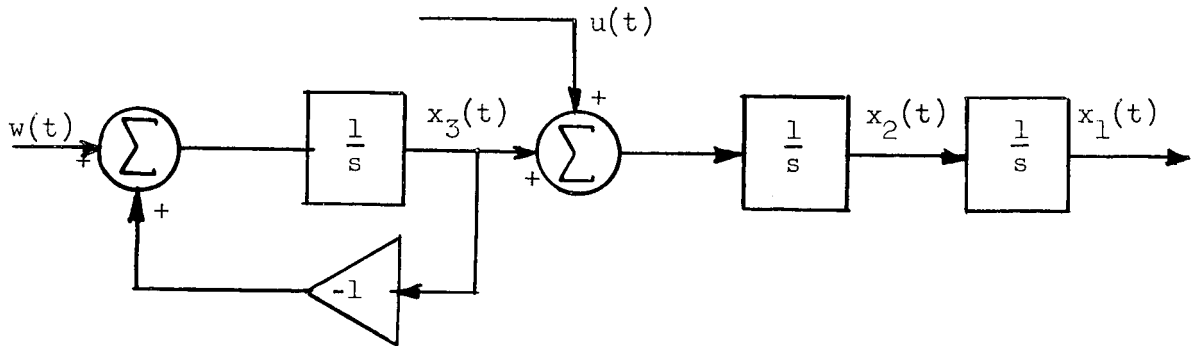 u(t)
w(t)
+
Σ
+
1
s
x3(t)
+
+
Σ
1
s
x2(t)
1
s
x1(t)
-1